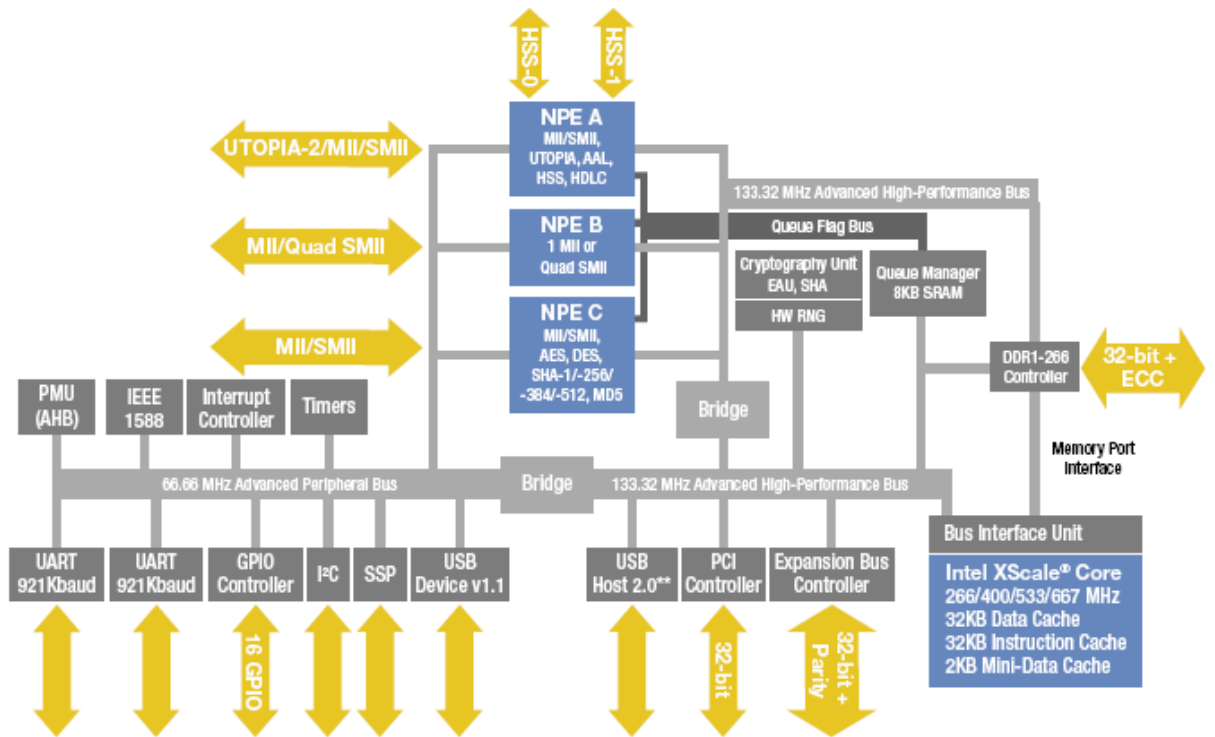 HSS-0
HSS-1
NPE A
MII/SMII,
UTOPIA, AAL,
HSS, HDLC
UTOPIA-2/MII/SMII
133.32 MHz Advanced High-Performance Bus
NPE B
1 MII or
Quad SMII
MII/Quad SMII
Queue Flag Bus
Cryptography Unit
EAU, SHA
HW RNG
Queue Manager
8KB SRAM
NPE C
MII/SMII,
AES, DES,
SHA-1/-256/
-384/-512, MD5
MII/SMII
DDR1-266
Controller
32-bit +
ECC
PMU
(AHB)
IEEE
1588
Interrupt
Controller
Timers
Bridge
Memory Port
Interface
66.66 MHz Advanced Peripheral Bus
Bridge
133.32 MHz Advanced High-Performance Bus
UART
921Kbaud
UART
921Kbaud
GPIO
Controller
I²C
SSP
USB
Device v1.1
USB
Host 2.0**
PCI
Controller
Expansion Bus
Controller
Bus Interface Unit
Intel XScale® Core
266/400/533/667 MHz
32KB Data Cache
32KB Instruction Cache
2KB Mini-Data Cache
16 GPIO
32-bit
32-bit +
Parity